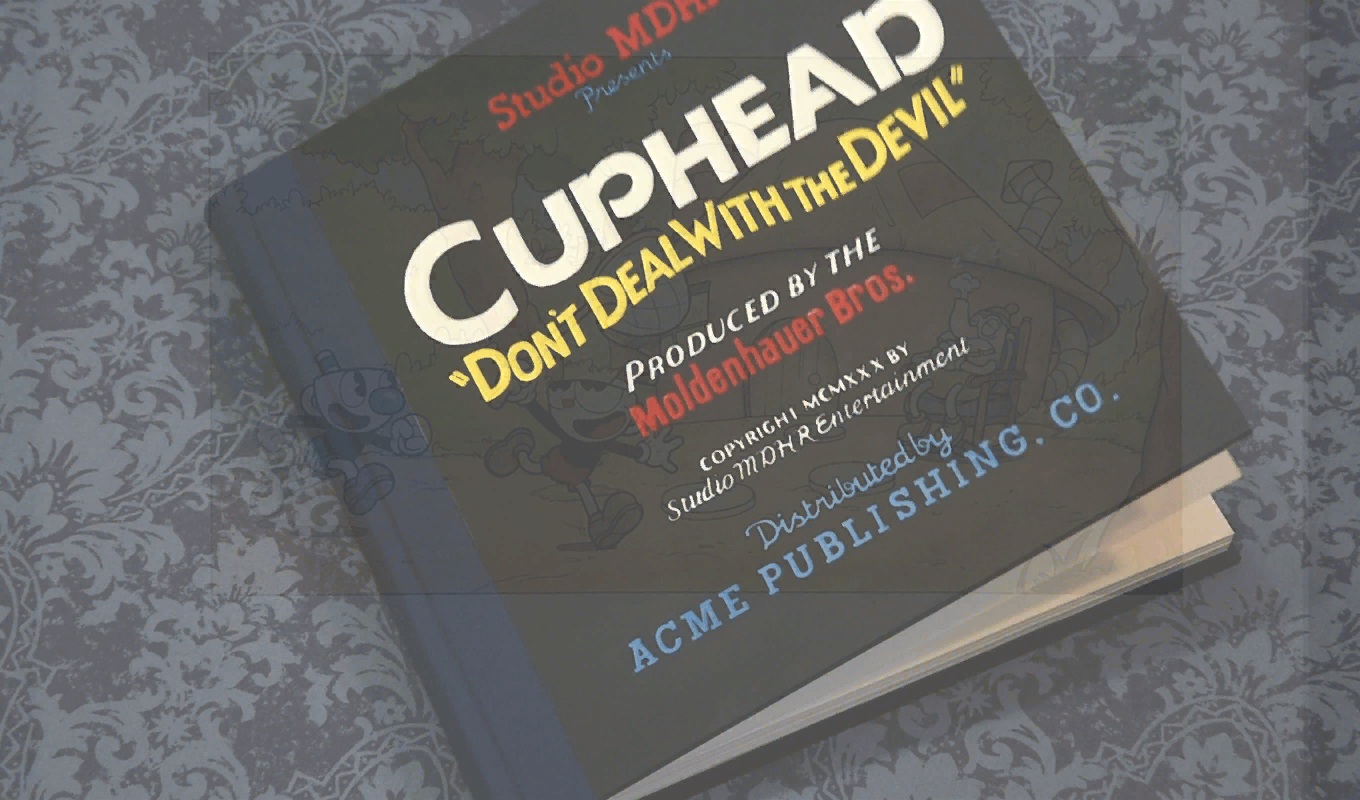 Studio MDHR
Presents
CUPHEAD
"DON'T DEAL WITH THE DEVIL"
PRODUCED BY THE
Moldenhauer Bros.
COPYRIGHT MCMXXX BY
Studio MDHR Entertainment
Distributed by
ACME PUBLISHING. CO.